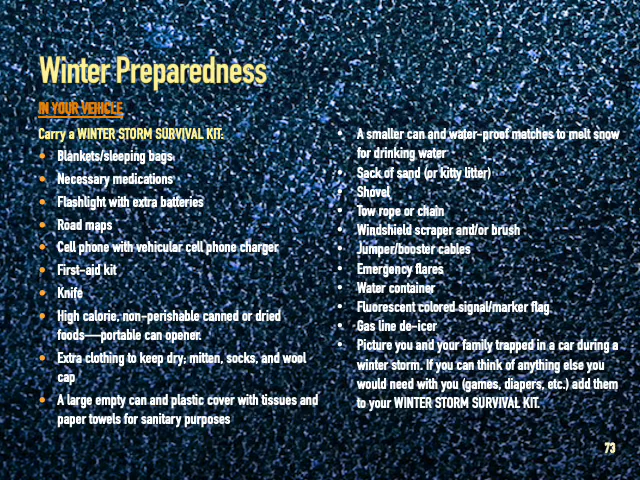 Winter Preparedness
IN YOUR VEHICLE
Carry a WINTER STORM SURVIVAL KIT:
• Blankets/sleeping bags
• Necessary medications
• Flashlight with extra batteries
• Road maps
• Cell phone with vehicular cell phone charger
• First-aid kit
• Knife
• High calorie, non-perishable canned or dried
foods—portable can opener.
• Extra clothing to keep dry; mitten, socks, and wool
cap
• A large empty can and plastic cover with tissues and
paper towels for sanitary purposes
• A smaller can and water-proof matches to melt snow
for drinking water
• Sack of sand (or kitty litter)
• Shovel
• Tow rope or chain
• Windshield scraper and/or brush
• Jumper/booster cables
• Emergency flares
• Water container
• Fluorescent colored signal/marker flag
• Gas line de-icer
• Picture you and your family trapped in a car during a
winter storm. If you can think of anything else you
would need with you (games, diapers, etc.) add them
to your WINTER STORM SURVIVAL KIT.
73